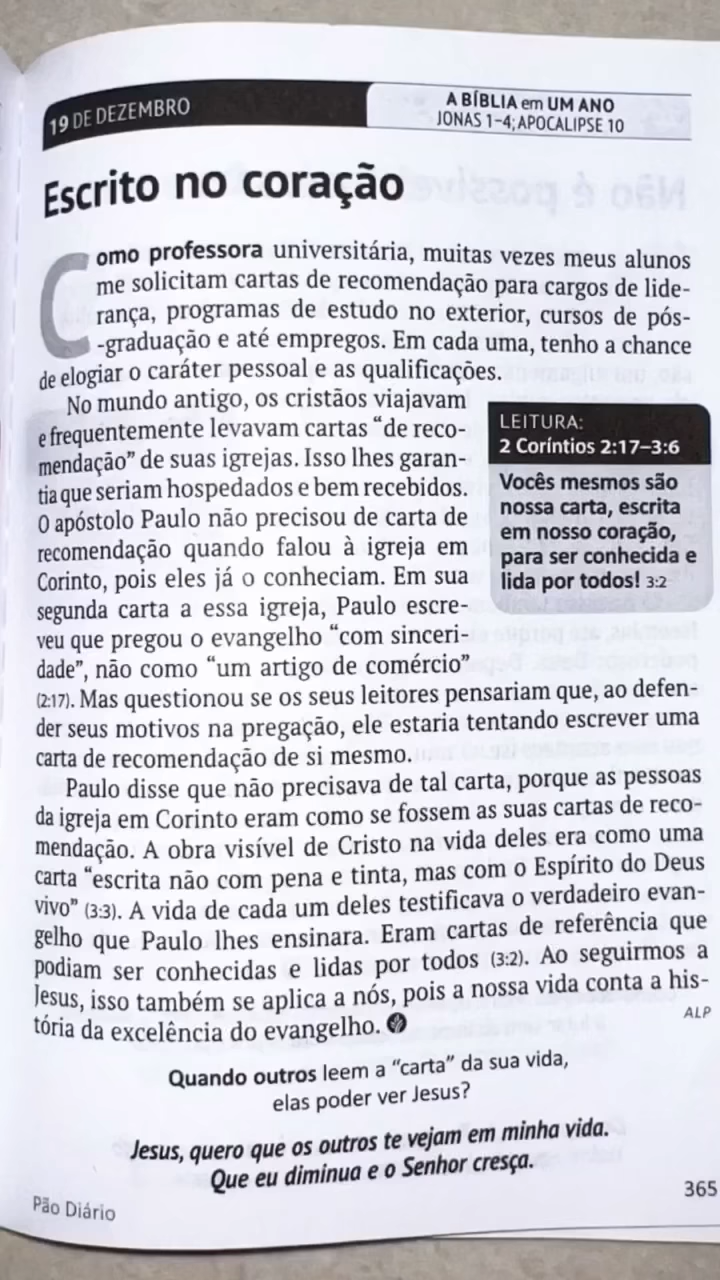 19 DE DEZEMBRO
A BÍBLIA em UM ANO
JONAS 1–4; APOCALIPSE 10
Escrito no coração
Como professora universitária, muitas vezes meus alunos
me solicitam cartas de recomendação para cargos de lide-
rança, programas de estudo no exterior, cursos de pós-
-graduação e até empregos. Em cada uma, tenho a chance
de elogiar o caráter pessoal e as qualificações.
No mundo antigo, os cristãos viajavam
e frequentemente levavam cartas “de reco-
mendação” de suas igrejas. Isso lhes garan-
tia que seriam hospedados e bem recebidos.
O apóstolo Paulo não precisou de carta de
recomendação quando falou à igreja em
Corinto, pois eles já o conheciam. Em sua
segunda carta a essa igreja, Paulo escre-
veu que pregou o evangelho “com sinceri-
dade”, não como “um artigo de comércio”
(2:17). Mas questionou se os seus leitores pensariam que, ao defen-
der seus motivos na pregação, ele estaria tentando escrever uma
carta de recomendação de si mesmo.
LEITURA:
2 Coríntios 2:17–3:6
Vocês mesmos são
nossa carta, escrita
em nosso coração,
para ser conhecida e
lida por todos! 3:2
Paulo disse que não precisava de tal carta, porque as pessoas
da igreja em Corinto eram como se fossem as suas cartas de reco-
mendação. A obra visível de Cristo na vida deles era como uma
carta “escrita não com pena e tinta, mas com o Espírito do Deus
vivo” (3:3). A vida de cada um deles testificava o verdadeiro evan-
gelho que Paulo lhes ensinara. Eram cartas de referência que
podiam ser conhecidas e lidas por todos (3:2). Ao seguirmos a
Jesus, isso também se aplica a nós, pois a nossa vida conta a his-
tória da excelência do evangelho.
ALP
Quando outros leem a “carta” da sua vida,
elas poder ver Jesus?
Jesus, quero que os outros te vejam em minha vida.
Que eu diminua e o Senhor cresça.
Pão Diário
365